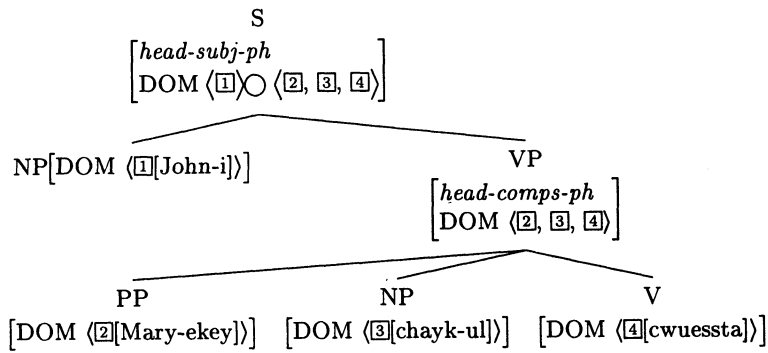 S
[head-subj-ph
DOM ⟨1⟩○⟨2, 3, 4⟩]
NP[DOM ⟨1[John-i]⟩]
VP
[head-comps-ph
DOM ⟨2, 3, 4⟩]
PP NP V
[DOM ⟨2[Mary-ekey]⟩] [DOM ⟨3[chayk-ul]⟩] [DOM ⟨4[cwuessta]⟩]